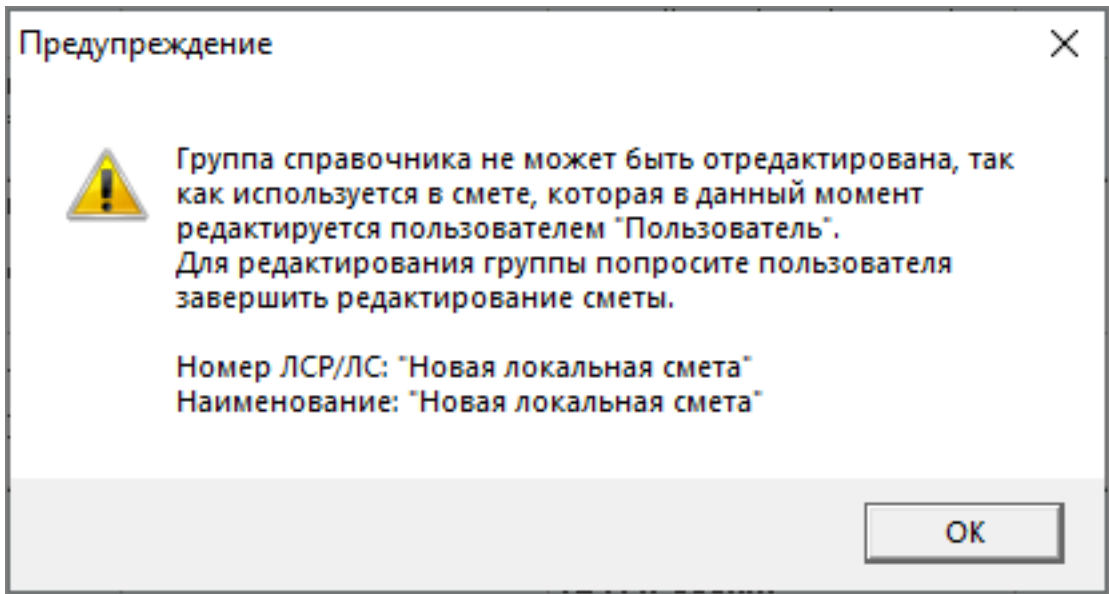 Предупреждение
Группа справочника не может быть отредактирована, так
как используется в смете, которая в данный момент
редактируется пользователем "Пользователь".
Для редактирования группы попросите пользователя
завершить редактирование сметы.
Номер ЛСР/ЛС: "Новая локальная смета"
Наименование: "Новая локальная смета"
ОК